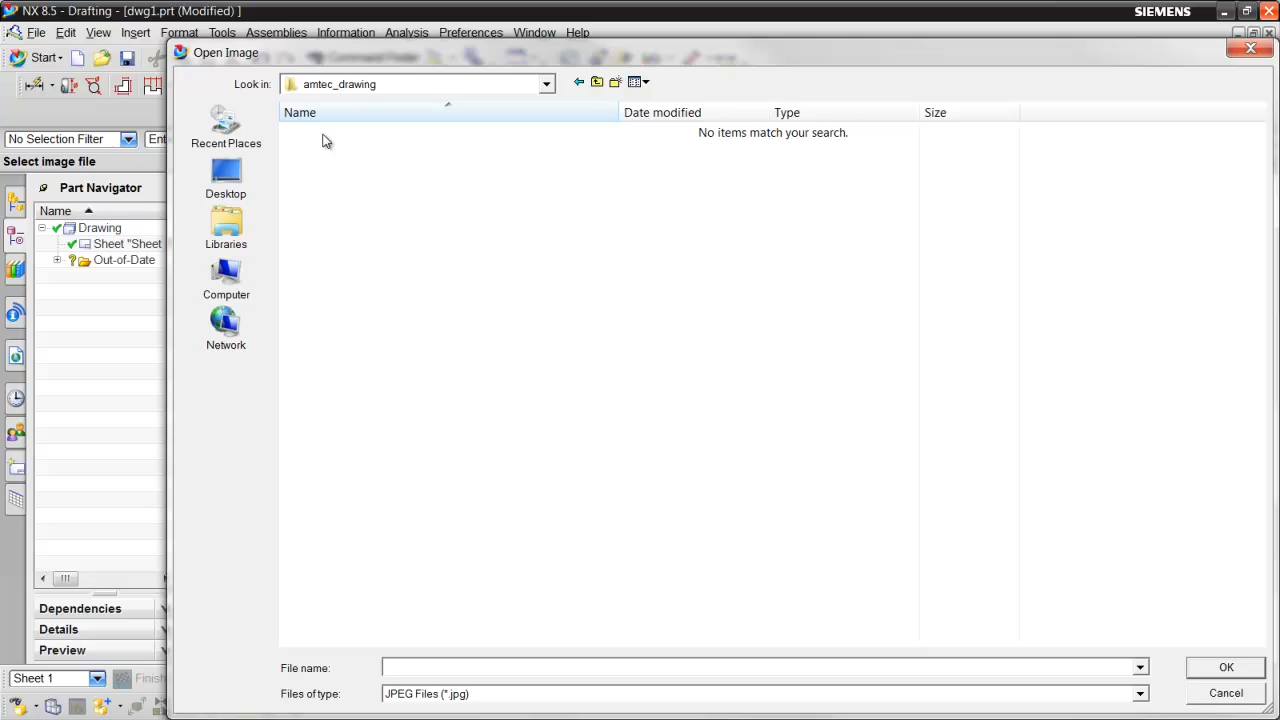 NX 8.5 - Drafting - [dwg1.prt (Modified) ]
SIEMENS
File Edit View Insert Format Tools Assemblies Information Analysis Preferences Window Help
Start
Open Image
Look in: amtec_drawing
Name Date modified Type Size
No items match your search.
No Selection Filter Ent
Select image file
Recent Places
Part Navigator
Desktop
Name
Drawing
Sheet "Sheet
Out-of-Date
Libraries
Computer
Network
Dependencies
Details
Preview
File name: OK
Sheet 1 Finish
Files of type: JPEG Files (*.jpg) Cancel